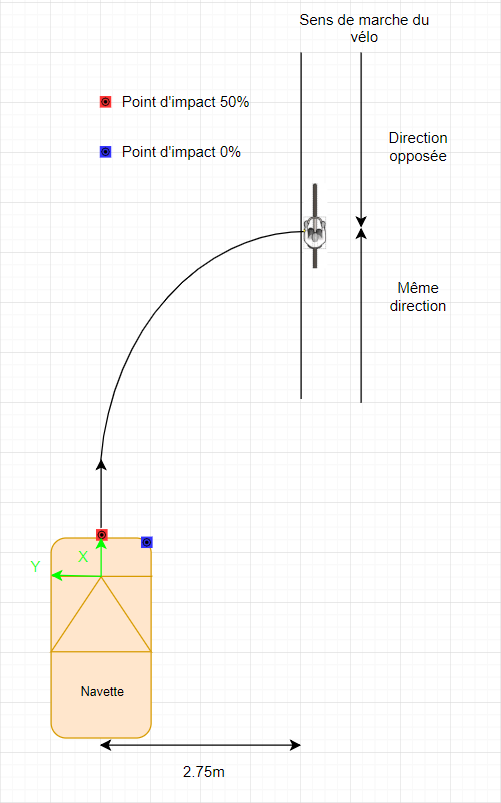 Sens de marche du
vélo
Point d'impact 50%
Point d'impact 0%
Direction
opposée
Même
direction
X
Y
Navette
2.75m